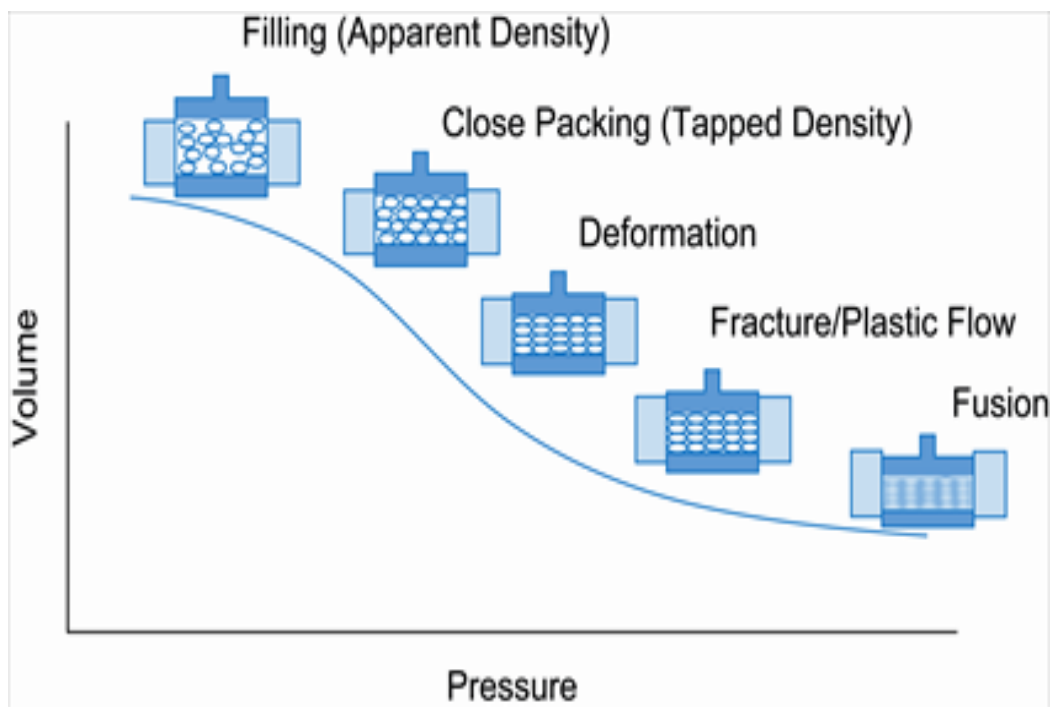 Filling (Apparent Density)
Close Packing (Tapped Density)
Deformation
Fracture/Plastic Flow
Fusion
Volume
Pressure